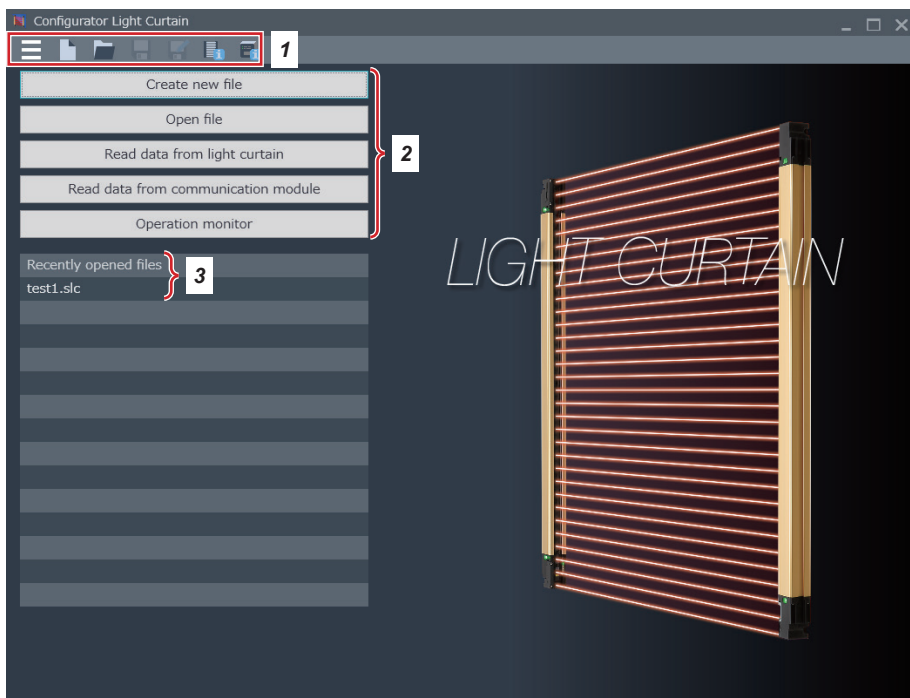 Configurator Light Curtain
1
Create new file
Open file
Read data from light curtain
2
Read data from communication module
Operation monitor
LIGHT CURTAIN
Recently opened files
3
test1.slc